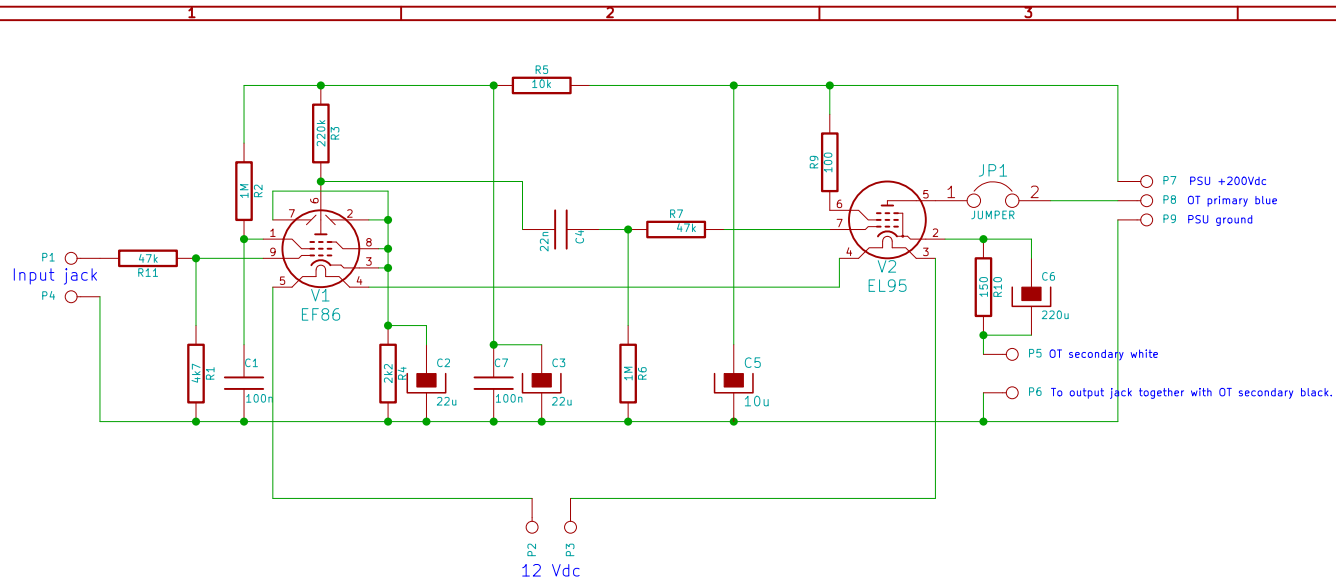 1
2
3
R5
10k
220k
R3
1M
R2
R9
100
JP1
1
2
JUMPER
P7 PSU +200Vdc
P8 OT primary blue
P9 PSU ground
6
7
2
1
8
9
3
5
4
V1
EF86
P1
Input jack
P4
47k
R11
22n
C4
R7
47k
6
5
7
2
4
3
V2
EL95
150
R10
C6
220u
P5 OT secondary white
P6 To output jack together with OT secondary black.
4k7
R1
C1
100n
2k2
R4
C2
22u
C7
100n
C3
22u
1M
R6
C5
10u
P2
P3
12 Vdc